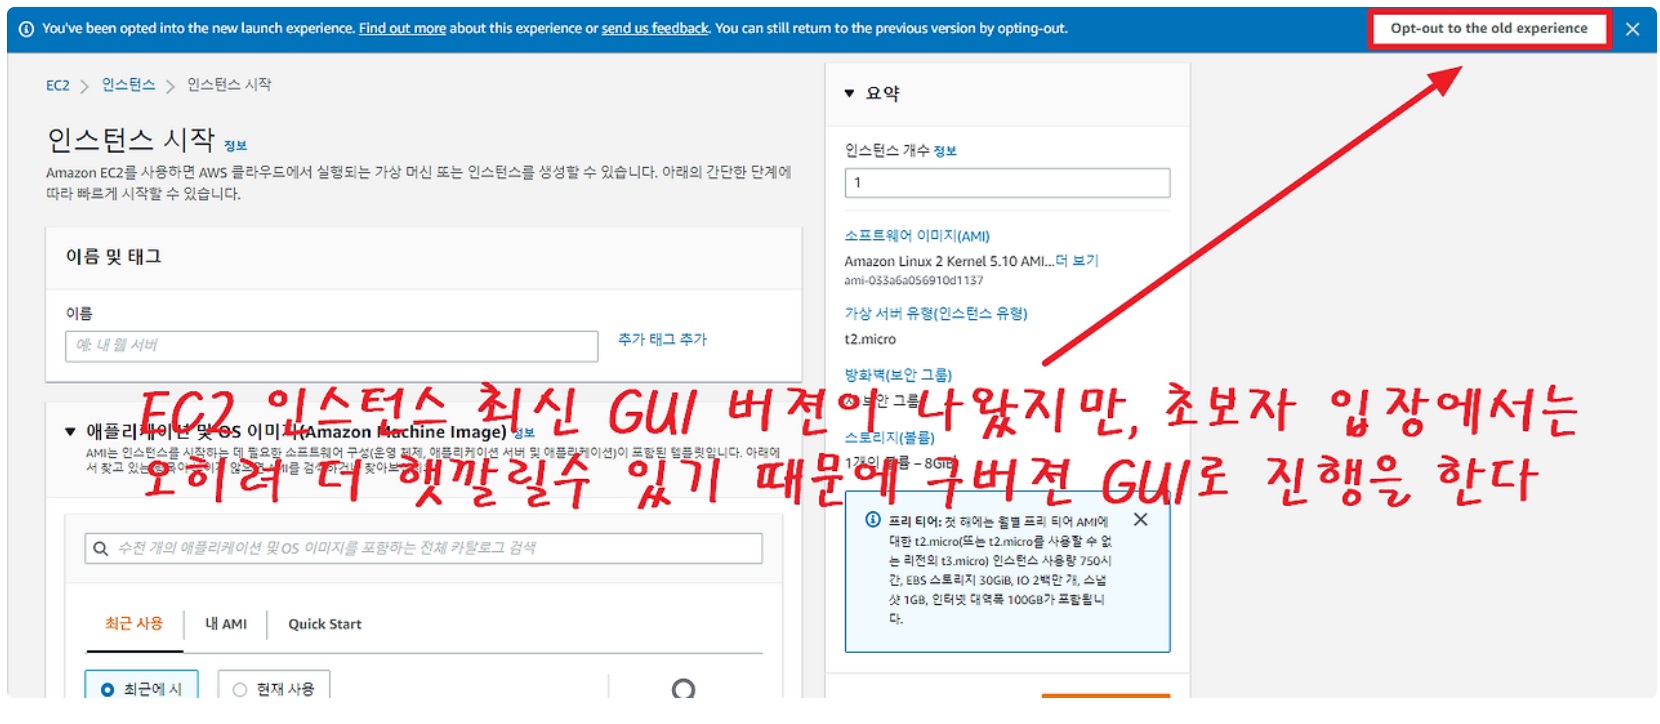 You've been opted into the new launch experience. Find out more about this experience or send us feedback. You can still return to the previous version by opting-out.
Opt-out to the old experience
EC2 > 인스턴스 > 인스턴스 시작
인스턴스 시작 정보
Amazon EC2를 사용하면 AWS 클라우드에서 실행되는 가상 머신 또는 인스턴스를 생성할 수 있습니다. 아래의 간단한 단계에
따라 빠르게 시작할 수 있습니다.
이름 및 태그
이름
예: 내 웹 서버
추가 태그 추가
EC2 인스턴스 최신 GUI 버젼이 나왔지만, 초보자 입장에서는
오히려 더 햇깔릴수 있기 때문에 구버젼 GUI로 진행을 한다
애플리케이션 및 OS 이미지(Amazon Machine Image) 정보
AMI는 인스턴스를 시작하는 데 필요한 소프트웨어 구성(운영 체제, 애플리케이션 서버 및 애플리케이션)이 포함된 템플릿입니다. 아래에
서 찾고 있는
수천 개의 애플리케이션 및 OS 이미지를 포함하는 전체 카탈로그 검색
최근 사용
내 AMI
Quick Start
최근에 시
현재 사용
요약
인스턴스 개수 정보
1
소프트웨어 이미지(AMI)
Amazon Linux 2 Kernel 5.10 AMI...더 보기
ami-033a6a056910d1137
가상 서버 유형(인스턴스 유형)
t2.micro
방화벽(보안 그룹)
새 보안 그룹
스토리지(볼륨)
1개의 볼륨 – 8GiB
프리 티어: 첫 해에는 월별 프리 티어 AMI에
대한 t2.micro(또는 t2.micro를 사용할 수 없
는 리전의 t3.micro) 인스턴스 사용량 750시
간, EBS 스토리지 30GiB, IO 2백만 개, 스냅
샷 1GB, 인터넷 대역폭 100GB가 포함됩니
다.